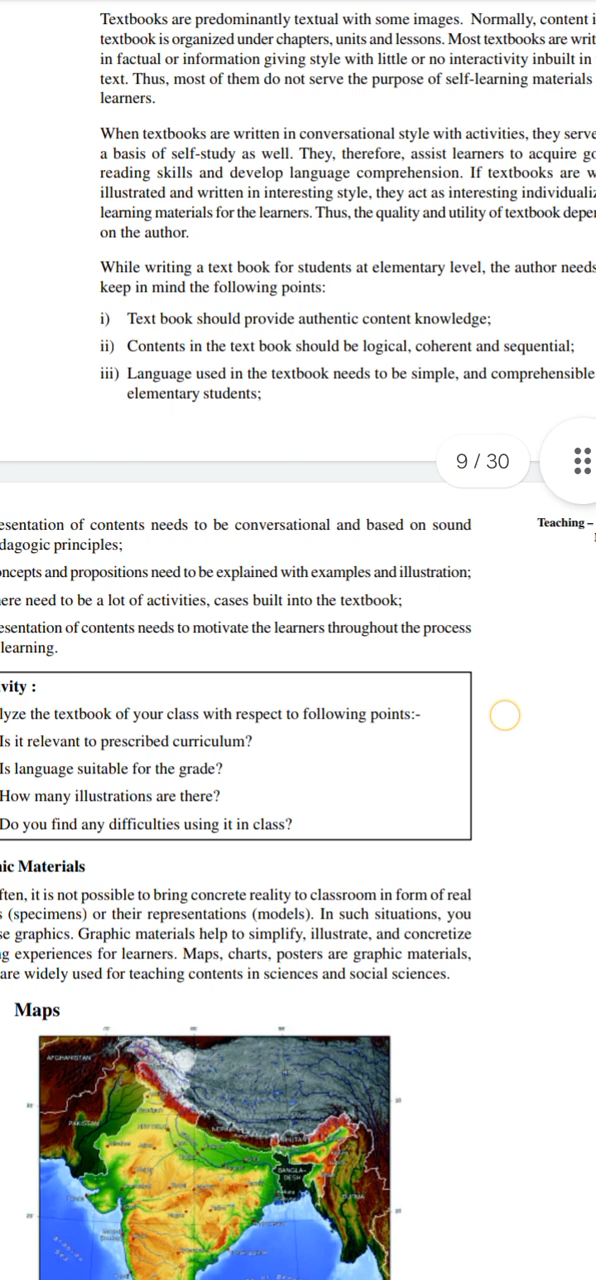 Textbooks are predominantly textual with some images. Normally, content i
textbook is organized under chapters, units and lessons. Most textbooks are writ
in factual or information giving style with little or no interactivity inbuilt in
text. Thus, most of them do not serve the purpose of self-learning materials
learners.
When textbooks are written in conversational style with activities, they serve
a basis of self-study as well. They, therefore, assist learners to acquire go
reading skills and develop language comprehension. If textbooks are w
illustrated and written in interesting style, they act as interesting individualiz
learning materials for the learners. Thus, the quality and utility of textbook depen
on the author.
While writing a text book for students at elementary level, the author needs
keep in mind the following points:
i) Text book should provide authentic content knowledge;
ii) Contents in the text book should be logical, coherent and sequential;
iii) Language used in the textbook needs to be simple, and comprehensible
elementary students;
9 / 30
esentation of contents needs to be conversational and based on sound
dagogic principles;
Teaching –
oncepts and propositions need to be explained with examples and illustration;
ere need to be a lot of activities, cases built into the textbook;
esentation of contents needs to motivate the learners throughout the process
learning.
vity :
lyze the textbook of your class with respect to following points:-
Is it relevant to prescribed curriculum?
Is language suitable for the grade?
How many illustrations are there?
Do you find any difficulties using it in class?
ic Materials
ften, it is not possible to bring concrete reality to classroom in form of real
s (specimens) or their representations (models). In such situations, you
se graphics. Graphic materials help to simplify, illustrate, and concretize
g experiences for learners. Maps, charts, posters are graphic materials,
are widely used for teaching contents in sciences and social sciences.
Maps
AFGHANISTAN
PAKISTAN
NEPAL
BHUTAN
BANGLA-
DESH
BURMA